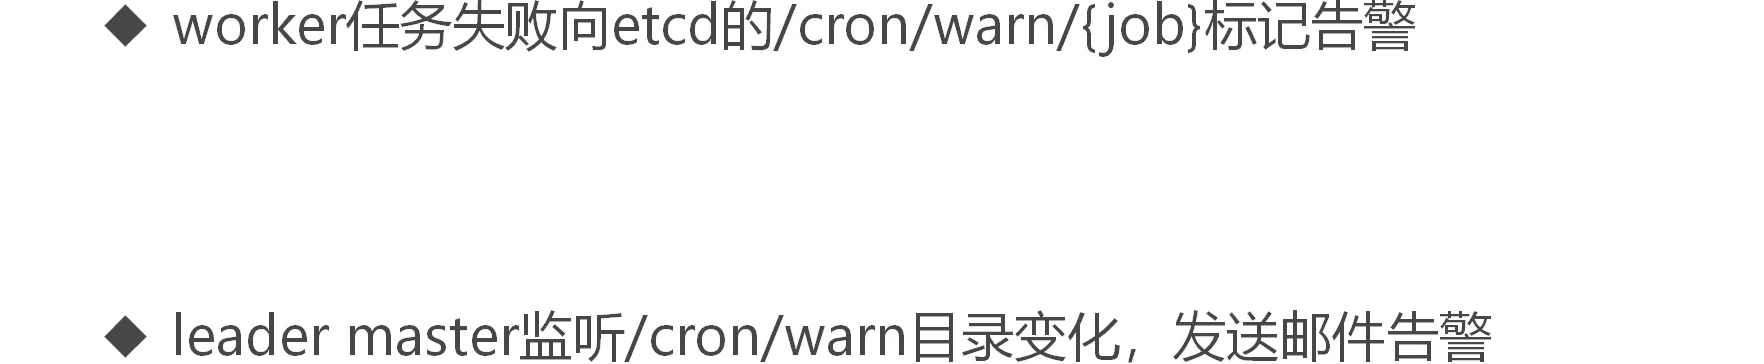 ◆ worker任务失败向etcd的/cron/warn/{job}标记告警
◆ leader master监听/cron/warn目录变化，发送邮件告警